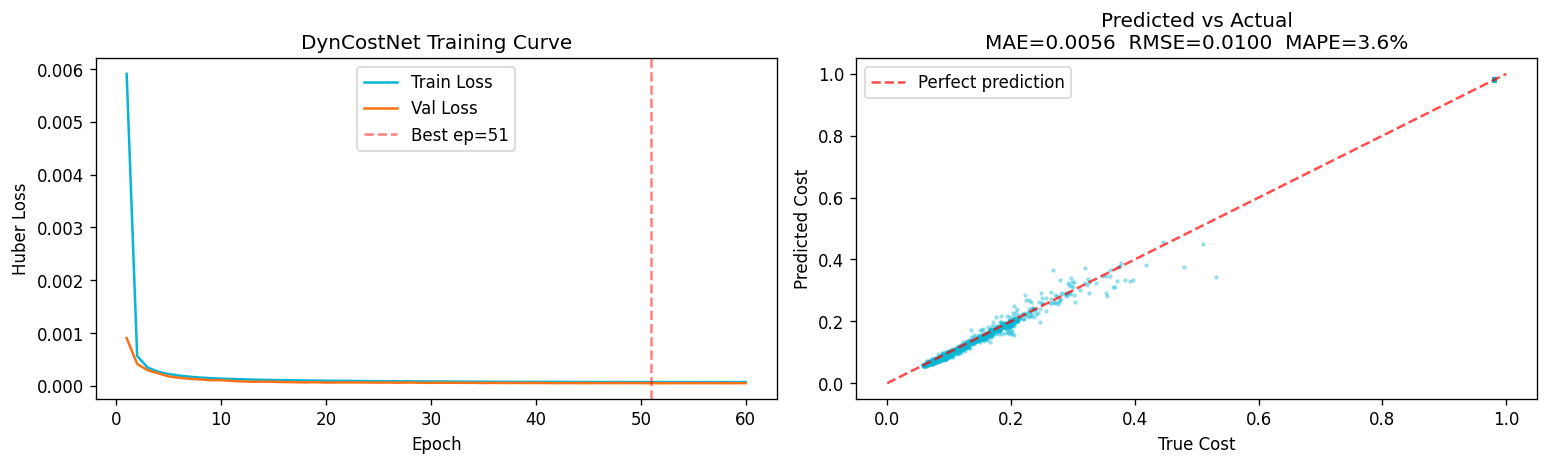 DynCostNet Training Curve
Train Loss
Val Loss
Best ep=51
Huber Loss
0.006
0.005
0.004
0.003
0.002
0.001
0.000
0 10 20 30 40 50 60
Epoch
Predicted vs Actual
MAE=0.0056 RMSE=0.0100 MAPE=3.6%
Perfect prediction
Predicted Cost
1.0
0.8
0.6
0.4
0.2
0.0
0.0 0.2 0.4 0.6 0.8 1.0
True Cost